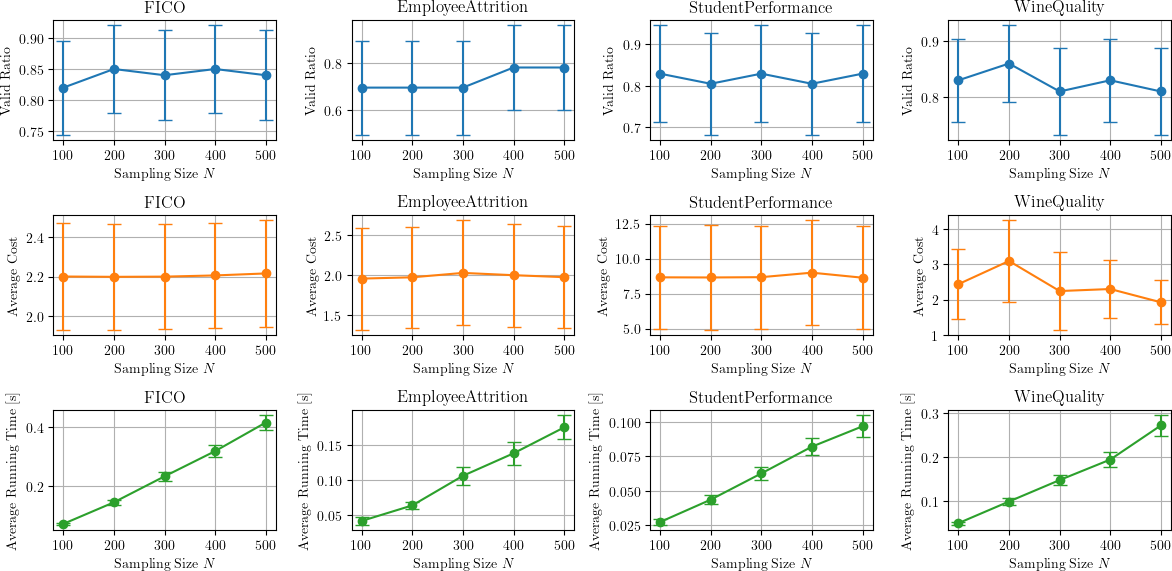 FICO
Valid Ratio
0.90
0.85
0.80
0.75
100 200 300 400 500
Sampling Size N
EmployeeAttrition
Valid Ratio
0.8
0.6
100 200 300 400 500
Sampling Size N
StudentPerformance
Valid Ratio
0.9
0.8
0.7
100 200 300 400 500
Sampling Size N
WineQuality
Valid Ratio
0.9
0.8
100 200 300 400 500
Sampling Size N
FICO
Average Cost
2.4
2.2
2.0
100 200 300 400 500
Sampling Size N
EmployeeAttrition
Average Cost
2.5
2.0
1.5
100 200 300 400 500
Sampling Size N
StudentPerformance
Average Cost
12.5
10.0
7.5
5.0
100 200 300 400 500
Sampling Size N
WineQuality
Average Cost
4
3
2
1
100 200 300 400 500
Sampling Size N
FICO
Average Running Time [s]
0.4
0.2
100 200 300 400 500
Sampling Size N
EmployeeAttrition
Average Running Time [s]
0.15
0.10
0.05
100 200 300 400 500
Sampling Size N
StudentPerformance
Average Running Time [s]
0.100
0.075
0.050
0.025
100 200 300 400 500
Sampling Size N
WineQuality
Average Running Time [s]
0.3
0.2
0.1
100 200 300 400 500
Sampling Size N